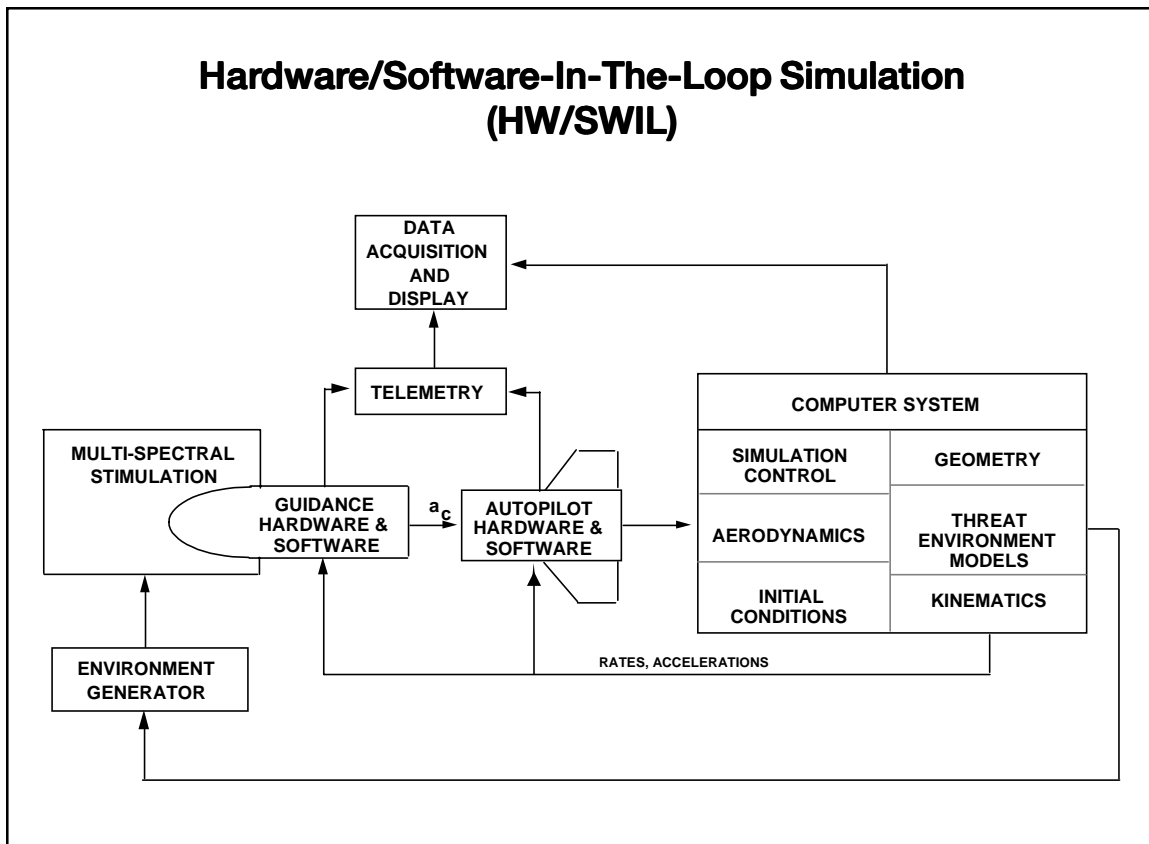 Hardware/Software-In-The-Loop Simulation
(HW/SWIL)
DATA
ACQUISITION
AND
DISPLAY
TELEMETRY
COMPUTER SYSTEM
MULTI-SPECTRAL
STIMULATION
SIMULATION
CONTROL
GEOMETRY
GUIDANCE
HARDWARE &
SOFTWARE
ac
AUTOPILOT
HARDWARE &
SOFTWARE
AERODYNAMICS
THREAT
ENVIRONMENT
MODELS
INITIAL
CONDITIONS
KINEMATICS
RATES, ACCELERATIONS
ENVIRONMENT
GENERATOR